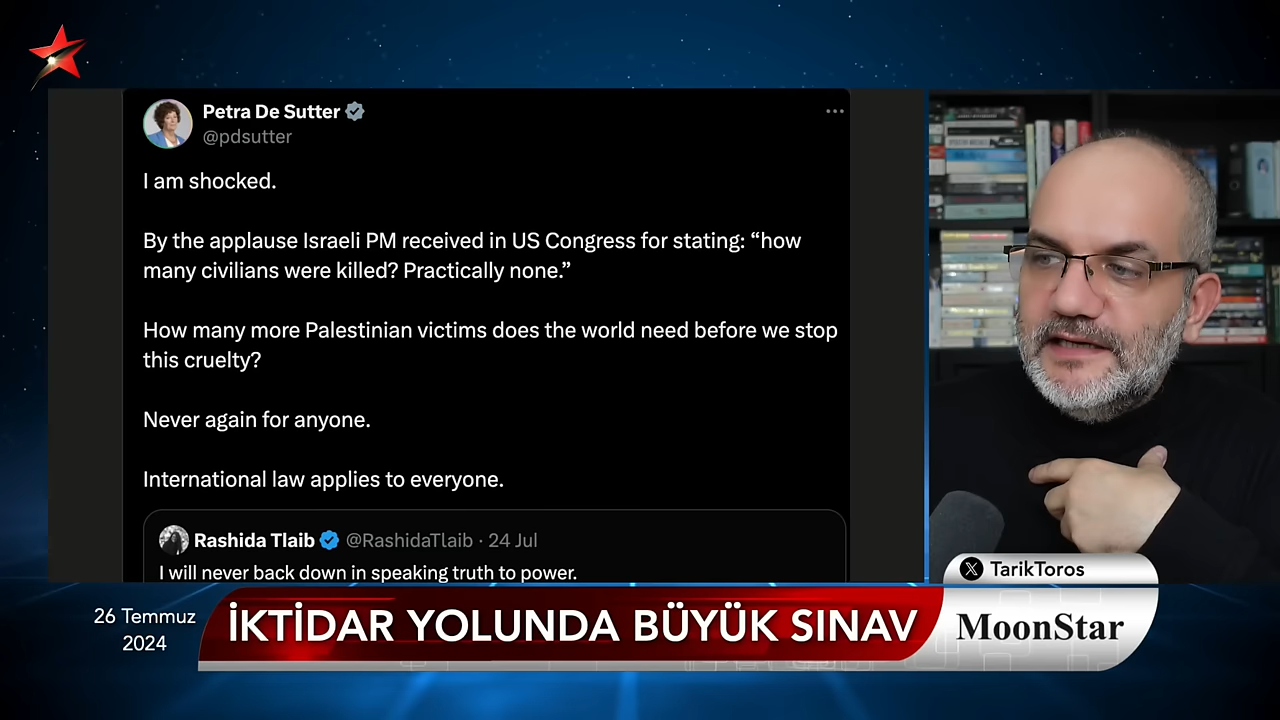 Petra De Sutter
@pdsutter
I am shocked.
By the applause Israeli PM received in US Congress for stating: “how
many civilians were killed? Practically none.”
How many more Palestinian victims does the world need before we stop
this cruelty?
Never again for anyone.
International law applies to everyone.
Rashida Tlaib @RashidaTlaib · 24 Jul
I will never back down in speaking truth to power.
X TarikToros
26 Temmuz
2024
İKTİDAR YOLUNDA BÜYÜK SINAV
MoonStar